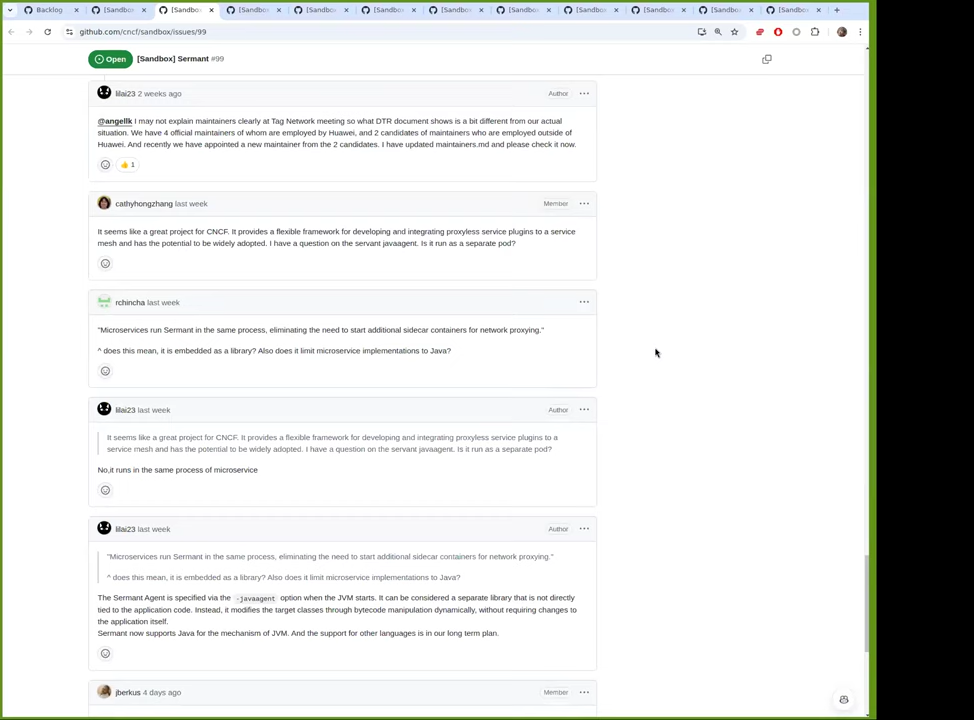 Backlog
[Sandbox
[Sandbox]
[Sandbox
[Sandbox
[Sandbox
[Sandbox
[Sandbox
[Sandbox
[Sandbox
[Sandbox
[Sandbox
github.com/cncf/sandbox/issues/99
Open [Sandbox] Sermant #99
lilai23 2 weeks ago Author
@angellk I may not explain maintainers clearly at Tag Network meeting so what DTR document shows is a bit different from our actual
situation. We have 4 official maintainers of whom are employed by Huawei, and 2 candidates of maintainers who are employed outside of
Huawei. And recently we have appointed a new maintainer from the 2 candidates. I have updated maintainers.md and please check it now.
1
cathyhongzhang last week Member
It seems like a great project for CNCF. It provides a flexible framework for developing and integrating proxyless service plugins to a service
mesh and has the potential to be widely adopted. I have a question on the servant javaagent. Is it run as a separate pod?
rchincha last week
"Microservices run Sermant in the same process, eliminating the need to start additional sidecar containers for network proxying."
^ does this mean, it is embedded as a library? Also does it limit microservice implementations to Java?
lilai23 last week Author
It seems like a great project for CNCF. It provides a flexible framework for developing and integrating proxyless service plugins to a
service mesh and has the potential to be widely adopted. I have a question on the servant javaagent. Is it run as a separate pod?
No,it runs in the same process of microservice
lilai23 last week Author
"Microservices run Sermant in the same process, eliminating the need to start additional sidecar containers for network proxying."
^ does this mean, it is embedded as a library? Also does it limit microservice implementations to Java?
The Sermant Agent is specified via the -javaagent option when the JVM starts. It can be considered a separate library that is not directly
tied to the application code. Instead, it modifies the target classes through bytecode manipulation dynamically, without requiring changes to
the application itself.
Sermant now supports Java for the mechanism of JVM. And the support for other languages is in our long term plan.
jberkus 4 days ago Member